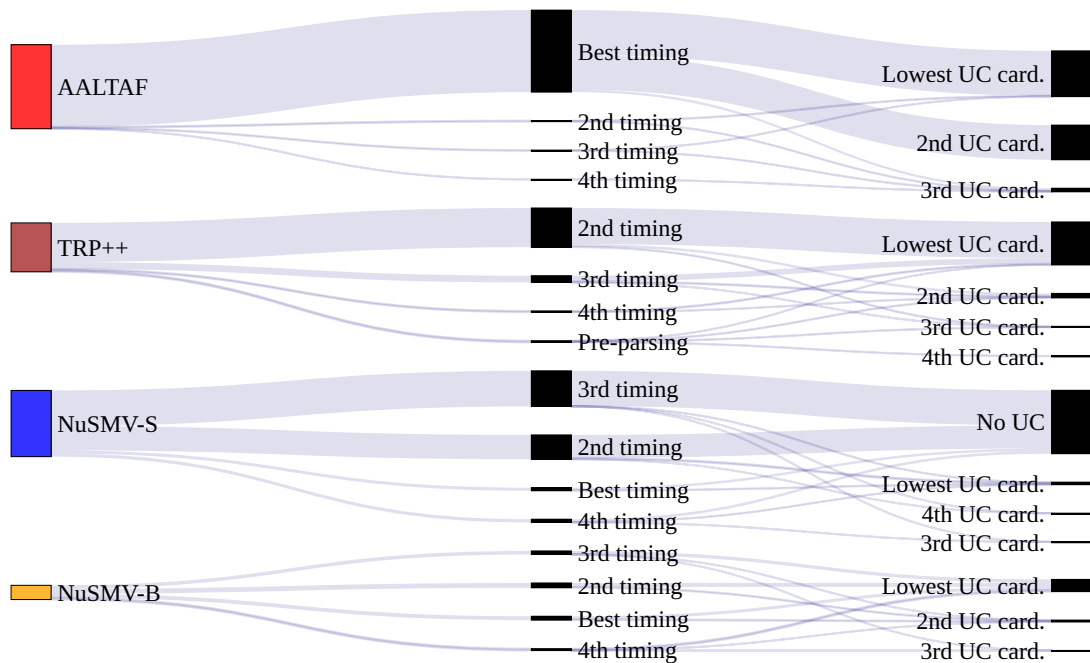 AALTAF
Best timing
2nd timing
3rd timing
4th timing
Lowest UC card.
2nd UC card.
3rd UC card.
TRP++
2nd timing
3rd timing
4th timing
Pre-parsing
Lowest UC card.
2nd UC card.
3rd UC card.
4th UC card.
NuSMV-S
3rd timing
2nd timing
Best timing
4th timing
No UC
Lowest UC card.
4th UC card.
3rd UC card.
NuSMV-B
3rd timing
2nd timing
Best timing
4th timing
Lowest UC card.
2nd UC card.
3rd UC card.